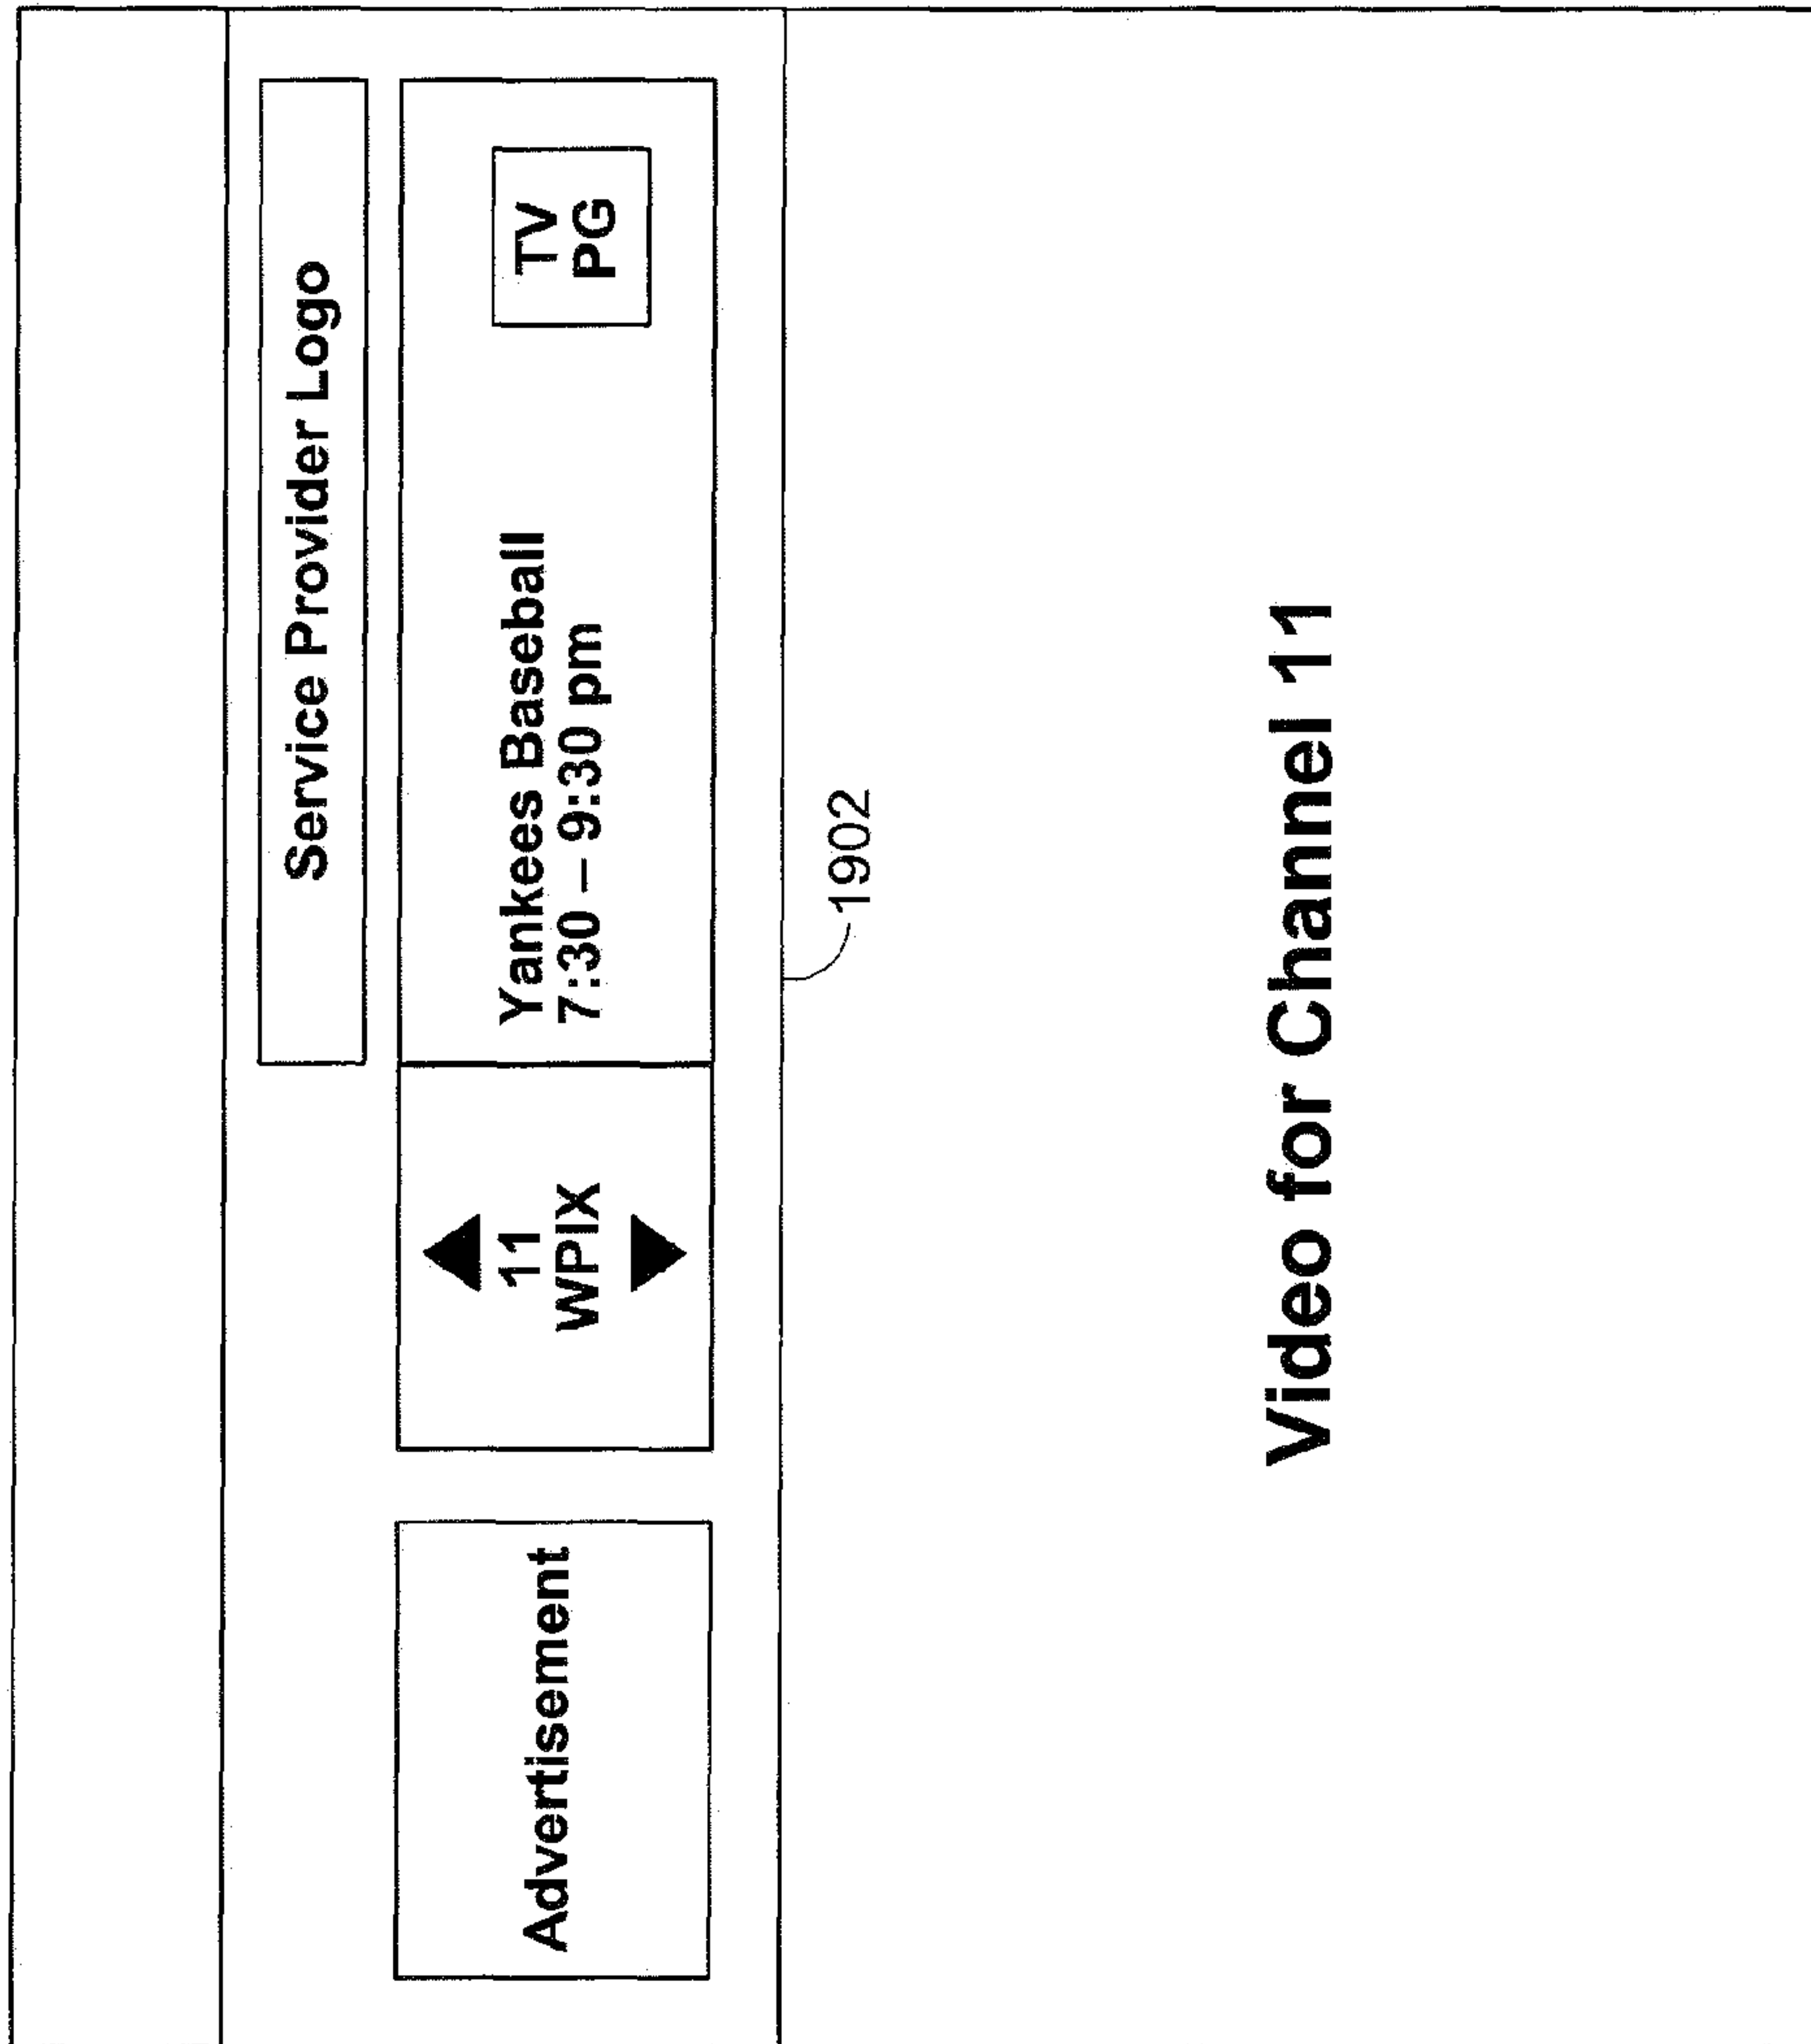 Service Provider Logo
Advertisement
11
WPIX
Yankees Baseball
7:30 – 9:30 pm
TV
PG
1902
Video for Channel 11